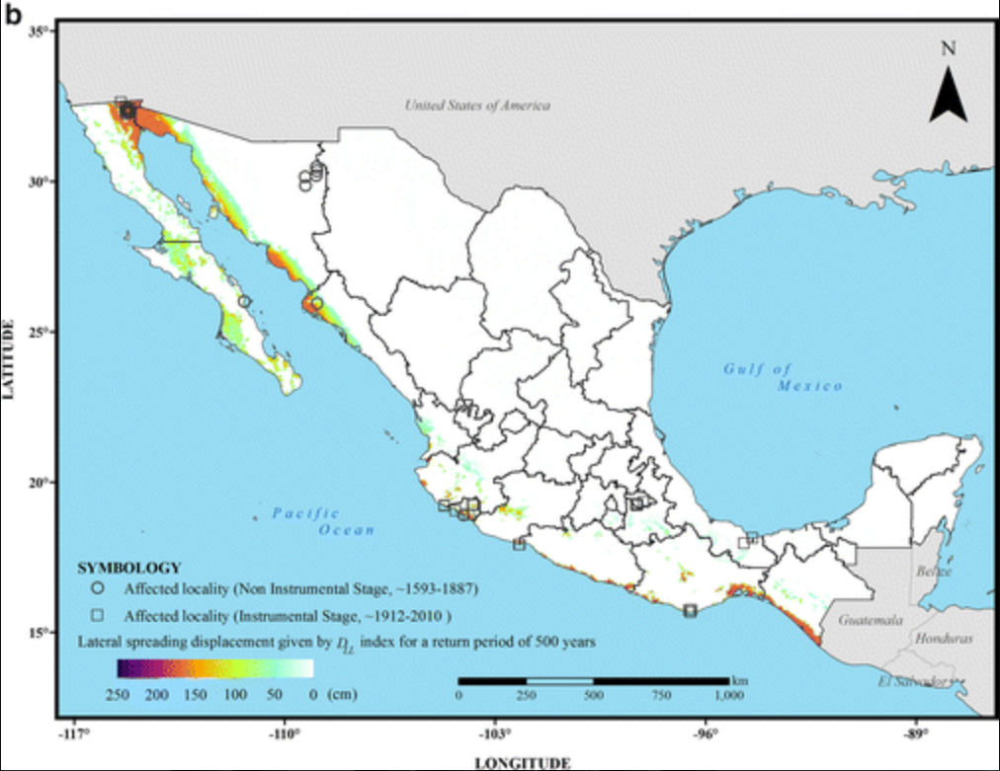 b
35°
N
United States of America
30°
LATITUDE
25°
Gulf of
Mexico
20°
Pacific
Ocean
SYMBOLOGY
Belize
Affected locality (Non Instrumental Stage, ~1593-1887)
Affected locality (Instrumental Stage, ~1912-2010 )
Guatemala
15°
Lateral spreading displacement given by D_LL index for a return period of 500 years
Honduras
El Salvador
250 200 150 100 50 0 (cm)
km
0 250 500 750 1,000
-117° -110° -103° -96° -89°
LONGITUDE